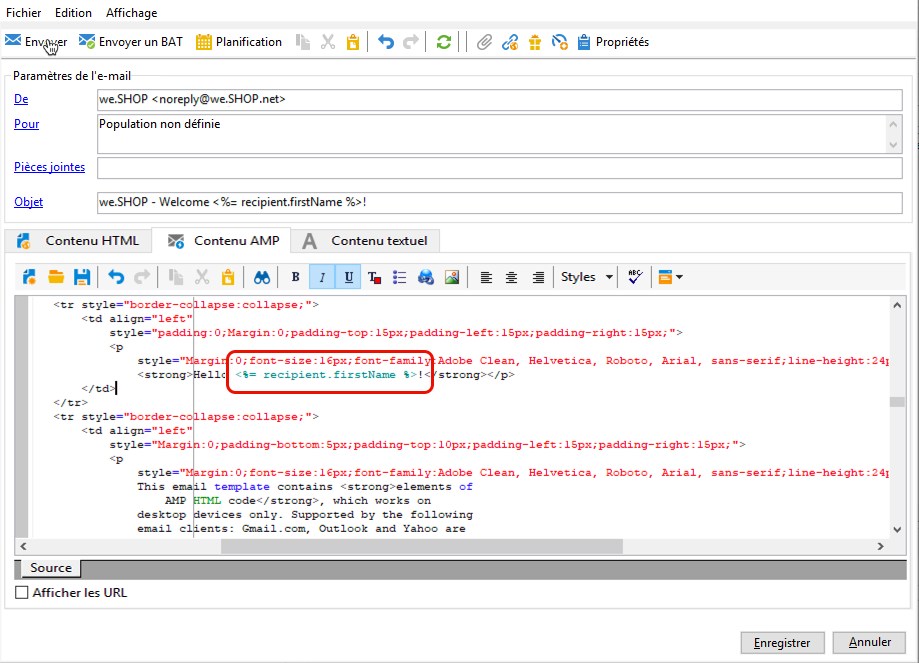 Fichier Edition Affichage
Envoyer Envoyer un BAT Planification Propriétés
Paramètres de l'e-mail
De we.SHOP <noreply@we.SHOP.net>
Pour Population non définie
Pièces jointes
Objet we.SHOP - Welcome <%= recipient.firstName %>!
Contenu HTML Contenu AMP A Contenu textuel
B I U T Styles ABC
<tr style="border-collapse:collapse;">
<td align="left"
style="padding:0;Margin:0;padding-top:15px;padding-left:15px;padding-right:15px;">
<p
style="Margin:0;font-size:16px;font-family:Adobe Clean, Helvetica, Roboto, Arial, sans-serif;line-height:24p
<strong>Hello <%= recipient.firstName %>!</strong></p>
</td>
</tr>
<tr style="border-collapse:collapse;">
<td align="left"
style="Margin:0;padding-bottom:5px;padding-top:10px;padding-left:15px;padding-right:15px;">
<p
style="Margin:0;font-size:16px;font-family:Adobe Clean, Helvetica, Roboto, Arial, sans-serif;line-height:24p
This email template contains <strong>elements of
AMP HTML code</strong>, which works on
desktop devices only. Supported by the following
email clients: Gmail.com, Outlook and Yahoo are
Source
Afficher les URL
Enregistrer Annuler